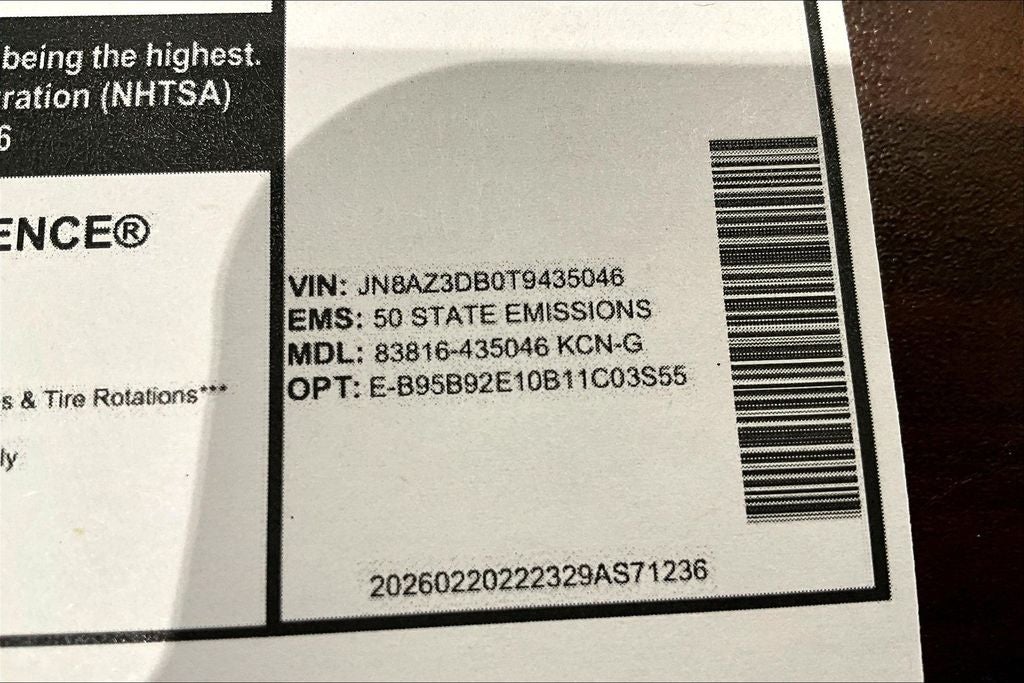 being the highest.
ration (NHTSA)
6
ENCE®
s & Tire Rotations***
ly
VIN: JN8AZ3DB0T9435046
EMS: 50 STATE EMISSIONS
MDL: 83816-435046 KCN-G
OPT: E-B95B92E10B11C03S55
20260220222329AS71236